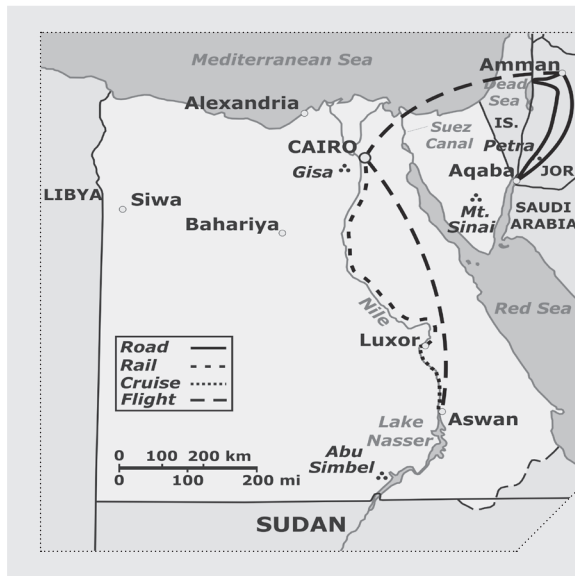 Mediterranean Sea
Amman
Dead
Sea
Alexandria
IS.
Suez
Canal
CAIRO
Petra
Gisa
Aqaba
JOR
LIBYA
Siwa
Mt.
Sinai
SAUDI
ARABIA
Bahariya
Nile
Red Sea
Luxor
Road
Rail
Cruise
Flight
Lake
Nasser
Aswan
Abu
Simbel
0 100 200 km
0 100 200 mi
SUDAN